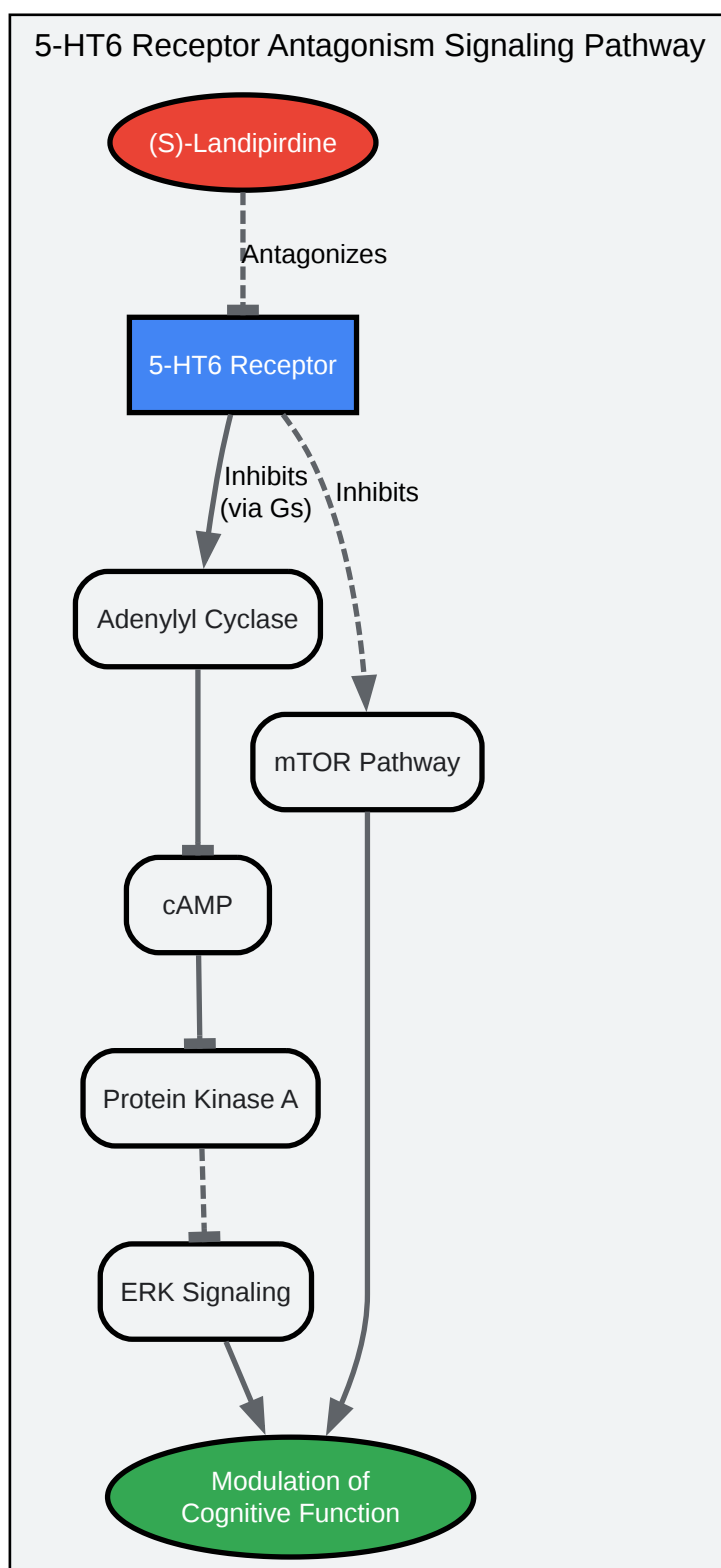 5-HT6 Receptor Antagonism Signaling Pathway
(S)-Landipirdine
Antagonizes
5-HT6 Receptor
Inhibits
(via Gs)
Inhibits
Adenylyl Cyclase
mTOR Pathway
cAMP
Protein Kinase A
ERK Signaling
Modulation of
Cognitive Function